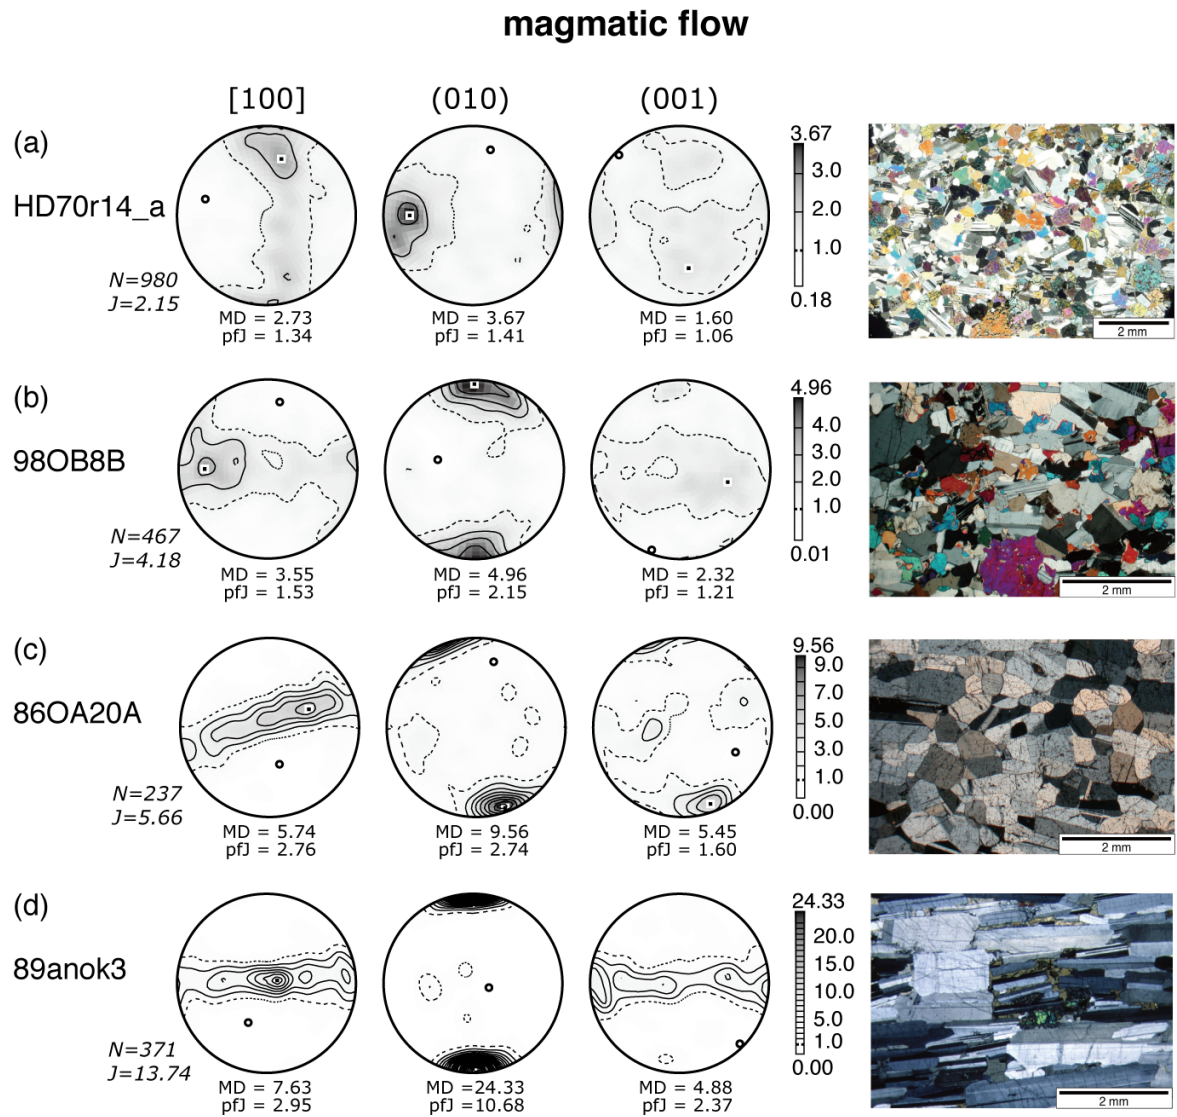 magmatic flow
[100] (010) (001)
(a)
HD70r14_a
N=980
J=2.15
MD = 2.73
pfJ = 1.34
MD = 3.67
pfJ = 1.41
MD = 1.60
pfJ = 1.06
3.67
3.0
2.0
1.0
0.18
2 mm
(b)
98OB8B
N=467
J=4.18
MD = 3.55
pfJ = 1.53
MD = 4.96
pfJ = 2.15
MD = 2.32
pfJ = 1.21
4.96
4.0
3.0
2.0
1.0
0.01
2 mm
(c)
86OA20A
N=237
J=5.66
MD = 5.74
pfJ = 2.76
MD = 9.56
pfJ = 2.74
MD = 5.45
pfJ = 1.60
9.56
9.0
7.0
5.0
3.0
1.0
0.00
2 mm
(d)
89anok3
N=371
J=13.74
MD = 7.63
pfJ = 2.95
MD =24.33
pfJ =10.68
MD = 4.88
pfJ = 2.37
24.33
20.0
15.0
10.0
5.0
1.0
0.00
2 mm